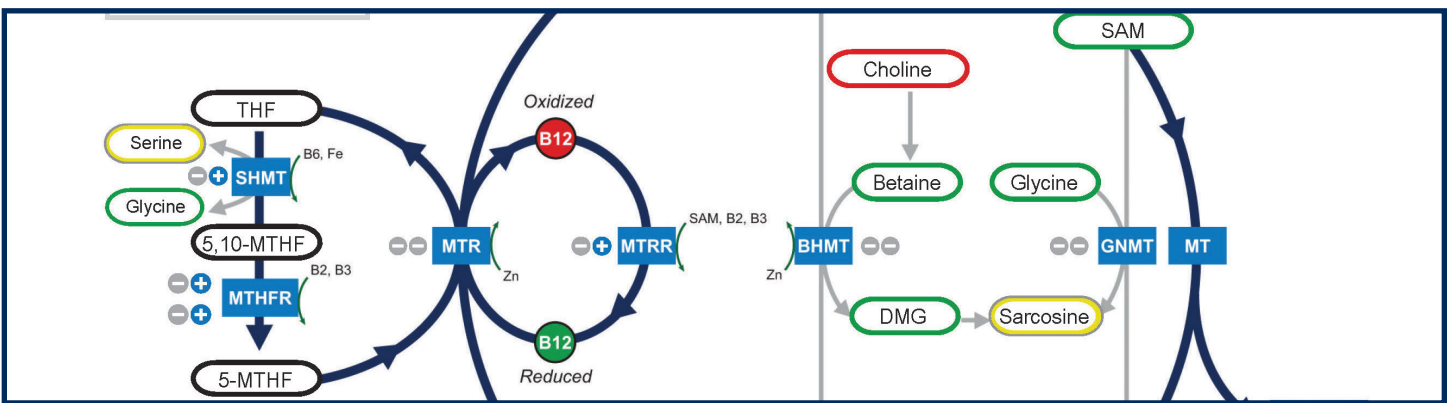 SAM
Choline
Oxidized
THF
B12
Serine
B6, Fe
SHMT
Betaine
Glycine
Glycine
SAM, B2, B3
5,10-MTHF
MTR
MTRR
BHMT
GNMT
MT
B2, B3
Zn
Zn
MTHFR
DMG
Sarcosine
B12
5-MTHF
Reduced